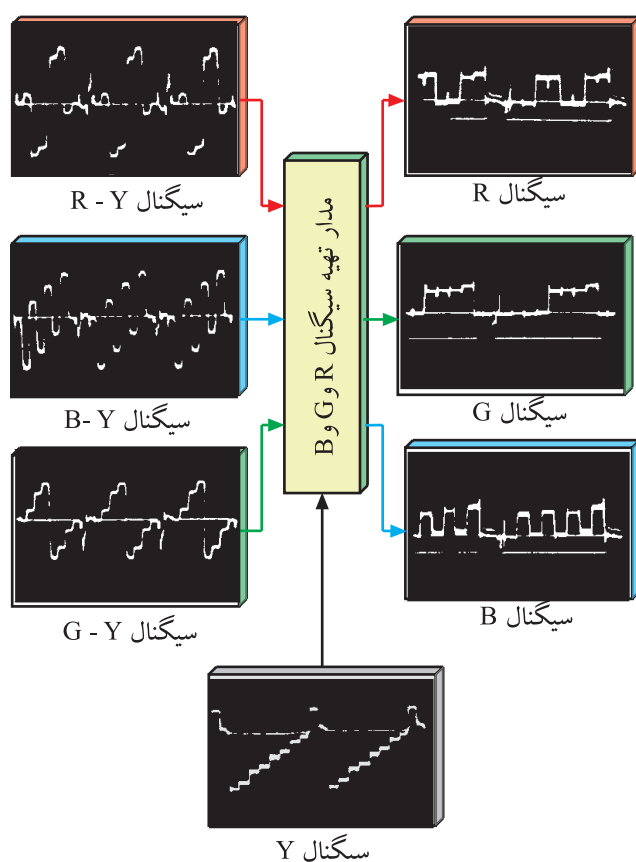 سیگنال R - Y
سیگنال R
مدار تهیه سیگنال R و G و B
سیگنال B- Y
سیگنال G
سیگنال G - Y
سیگنال B
سیگنال Y